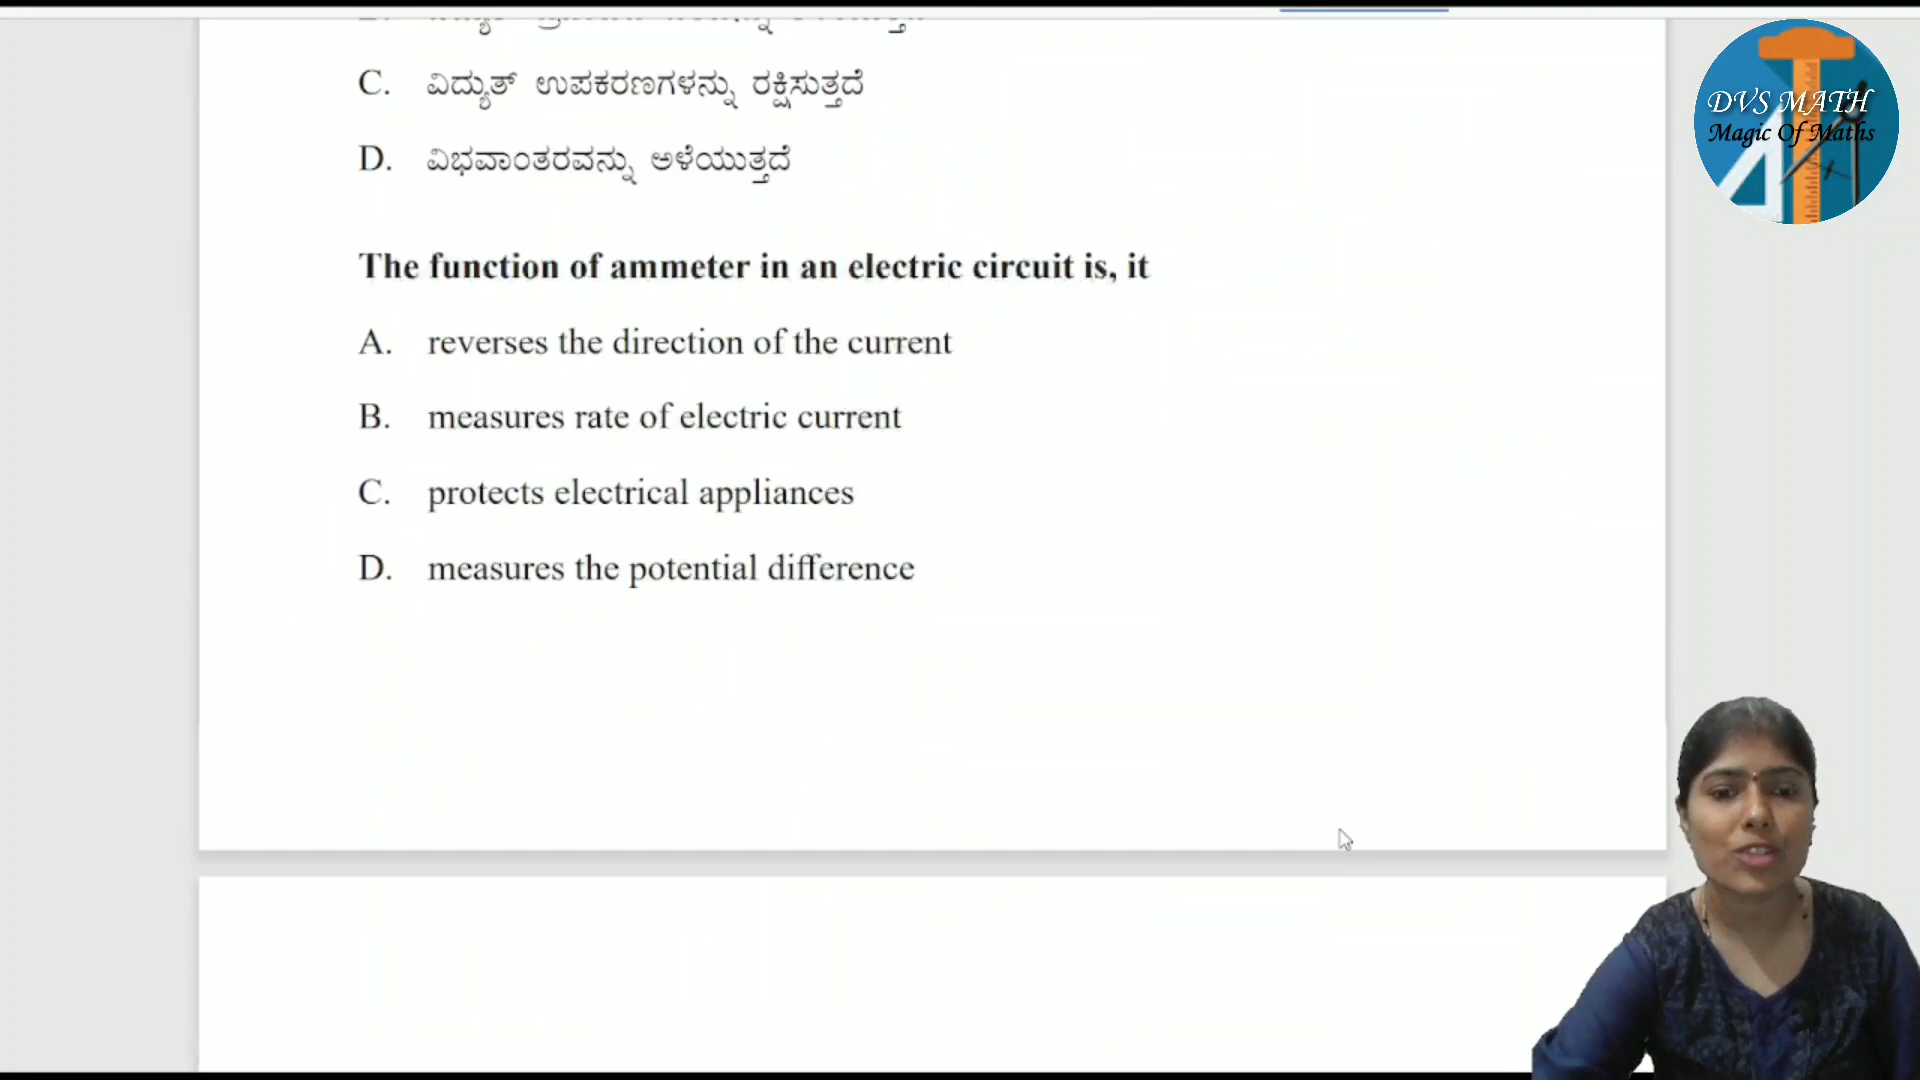 C. ವಿದ್ಯುತ್ ಉಪಕರಣಗಳನ್ನು ರಕ್ಷಿಸುತ್ತದೆ
D. ವಿಭವಾಂತರವನ್ನು ಅಳೆಯುತ್ತದೆ
The function of ammeter in an electric circuit is, it
A. reverses the direction of the current
B. measures rate of electric current
C. protects electrical appliances
D. measures the potential difference
DVS MATH
Magic Of Maths